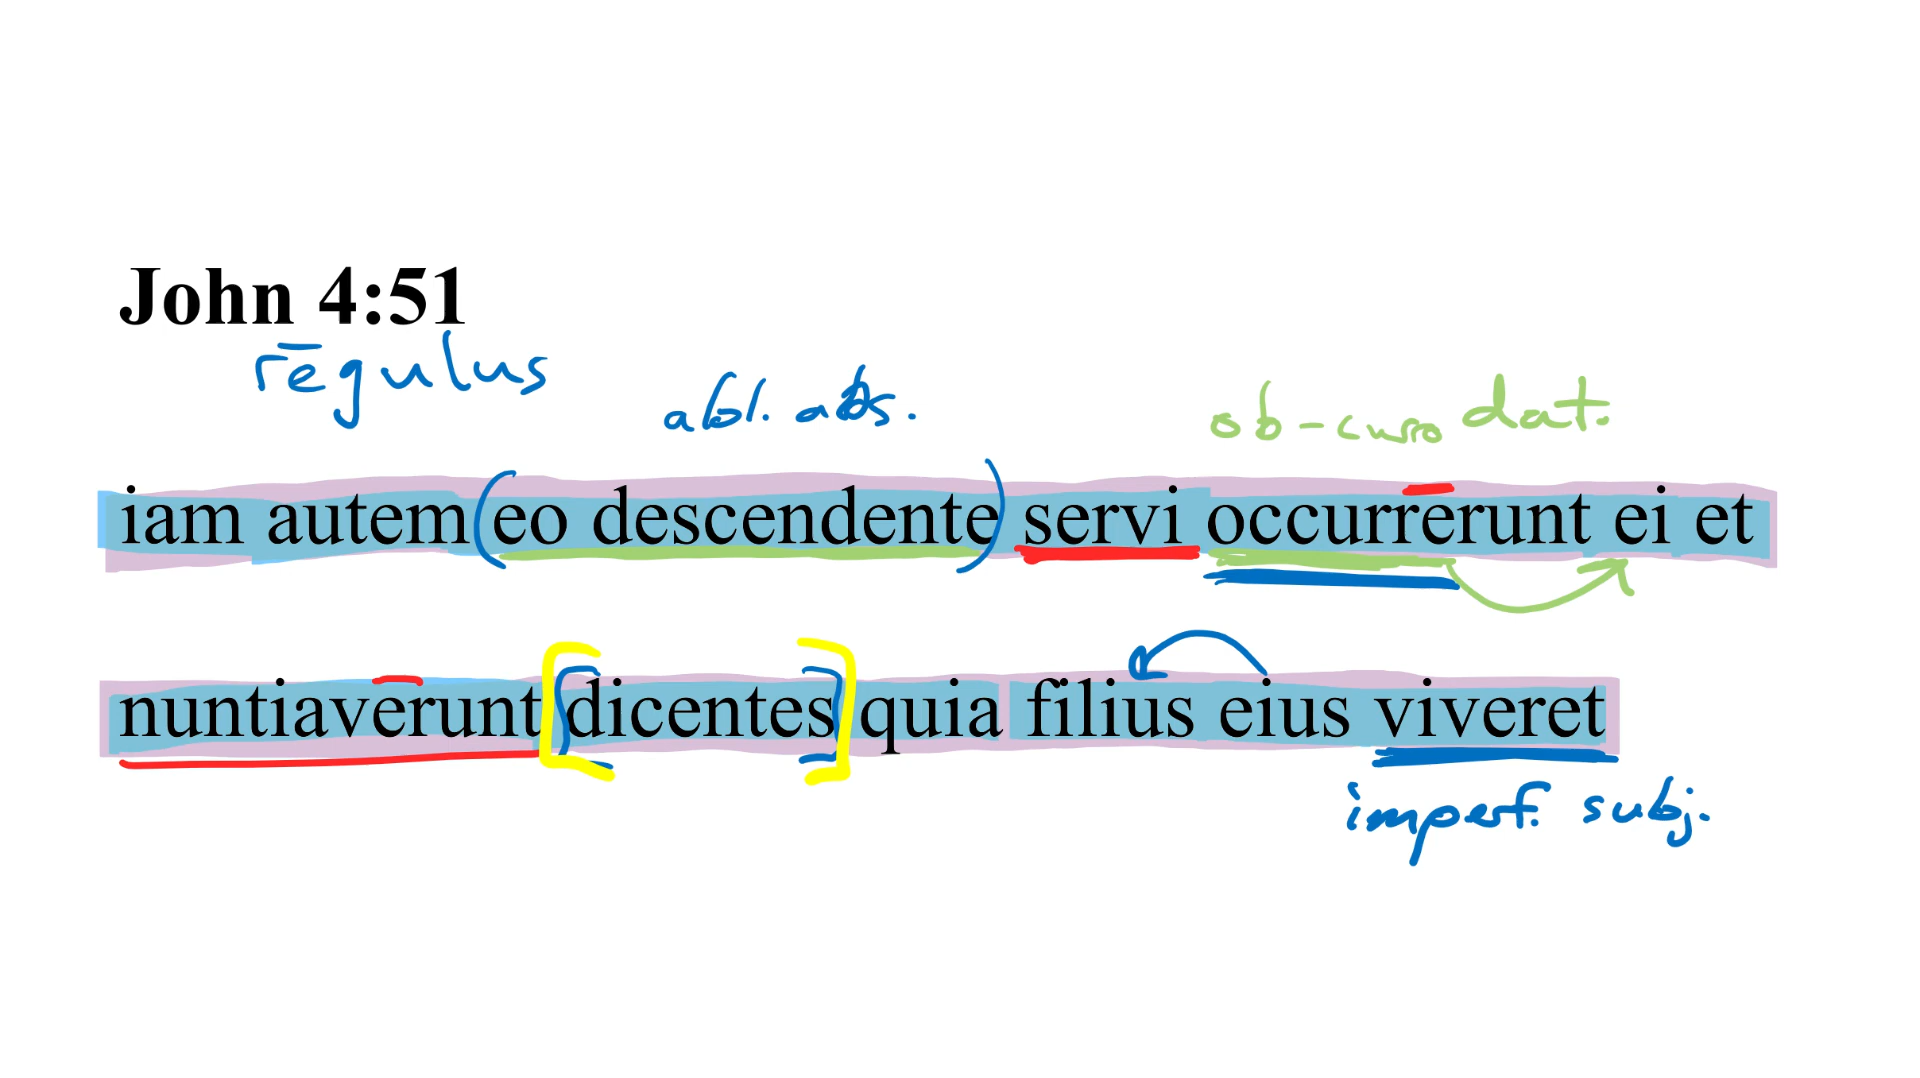 John 4:51
rēgulus
abl. abs.
ob-curro dat.
iam autem (eo descendente) servi occurrerunt ei et
nuntiaverunt [dicentes] quia filius eius viveret
imperf. subj.